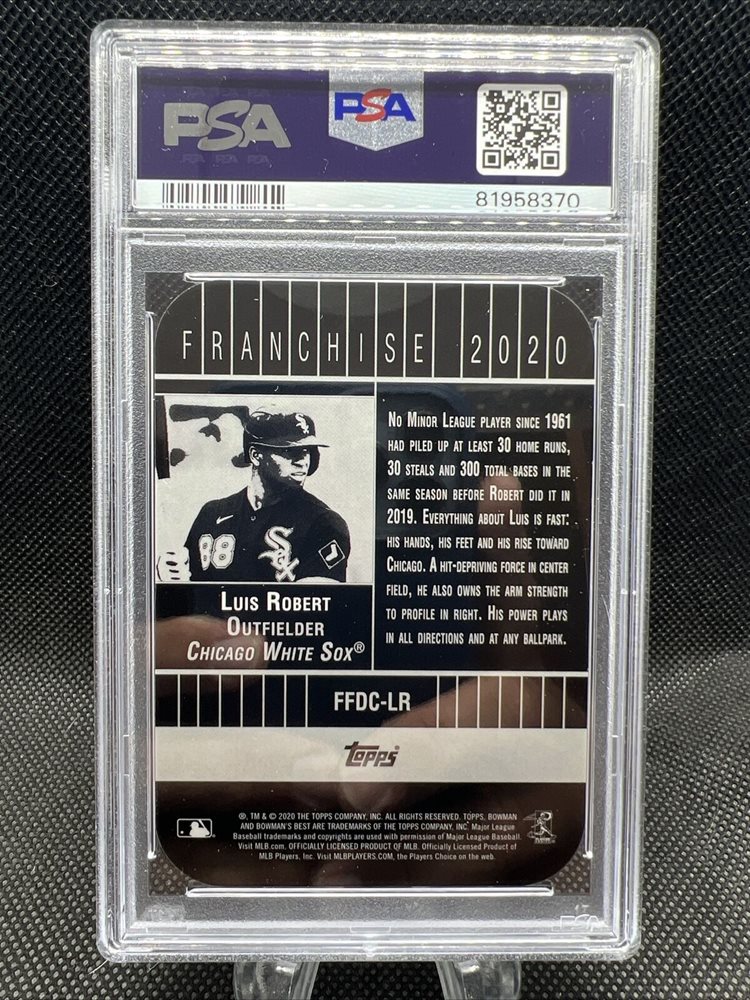 PSA
PSA
PSA PSA PSA
81958370
FRANCHISE 2020
NO MINOR LEAGUE PLAYER SINCE 1961
HAD PILED UP AT LEAST 30 HOME RUNS,
30 STEALS AND 300 TOTAL BASES IN THE
SAME SEASON BEFORE ROBERT DID IT IN
2019. EVERYTHING ABOUT LUIS IS FAST:
HIS HANDS, HIS FEET AND HIS RISE TOWARD
CHICAGO. A HIT-DEPRIVING FORCE IN CENTER
FIELD, HE ALSO OWNS THE ARM STRENGTH
TO PROFILE IN RIGHT. HIS POWER PLAYS
IN ALL DIRECTIONS AND AT ANY BALLPARK.
SOX
88
LUIS ROBERT
OUTFIELDER
CHICAGO WHITE SOX®
FFDC-LR
topps
®, TM & © 2020 THE TOPPS COMPANY, INC. ALL RIGHTS RESERVED. TOPPS, BOWMAN
AND BOWMAN'S BEST ARE TRADEMARKS OF THE TOPPS COMPANY, INC. Major League
Baseball trademarks and copyrights are used with permission of Major League Baseball.
Visit MLB.com. OFFICIALLY LICENSED PRODUCT OF MLB. Officially Licensed Product of
MLB Players, Inc. Visit MLBPLAYERS.com, the Players Choice on the web.
PSA